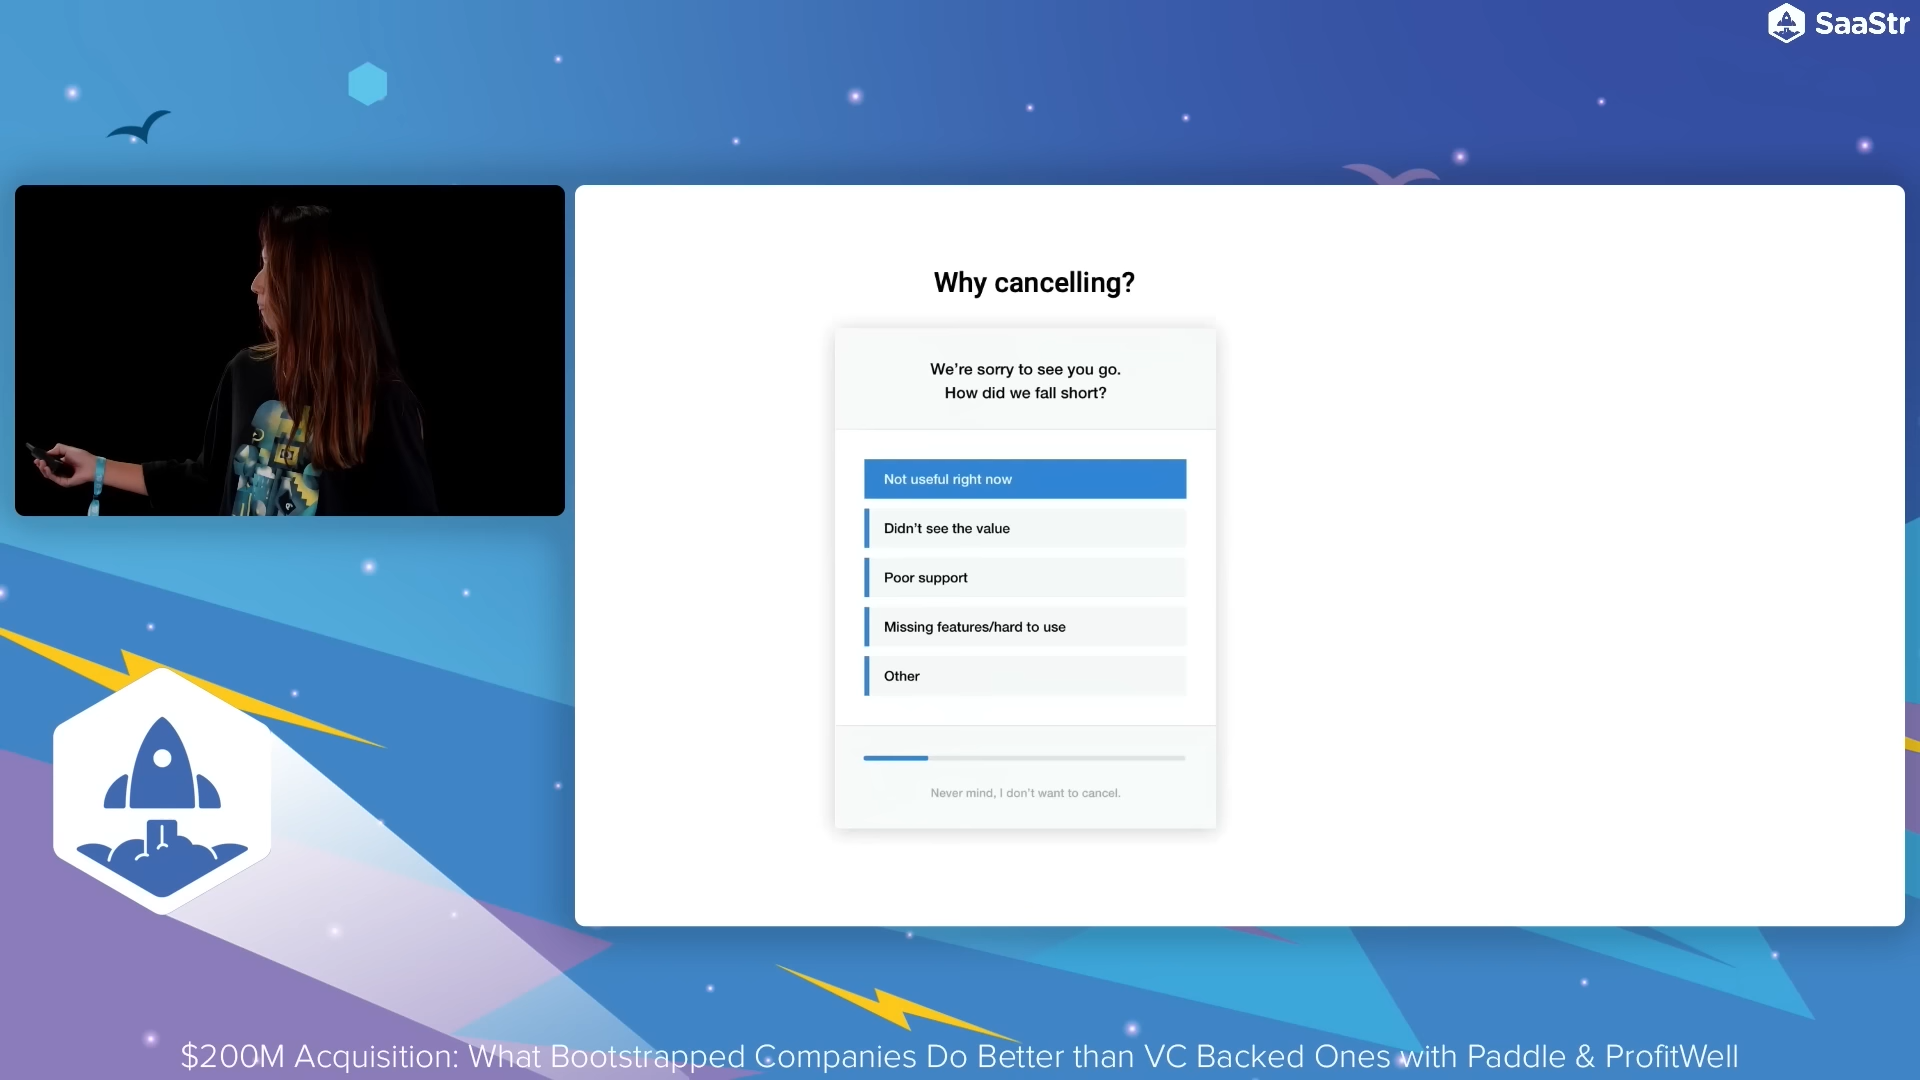 SaaStr
Why cancelling?
We're sorry to see you go.
How did we fall short?
Not useful right now
Didn't see the value
Poor support
Missing features/hard to use
Other
Never mind, I don't want to cancel.
$200M Acquisition: What Bootstrapped Companies Do Better than VC Backed Ones with Paddle & ProfitWell